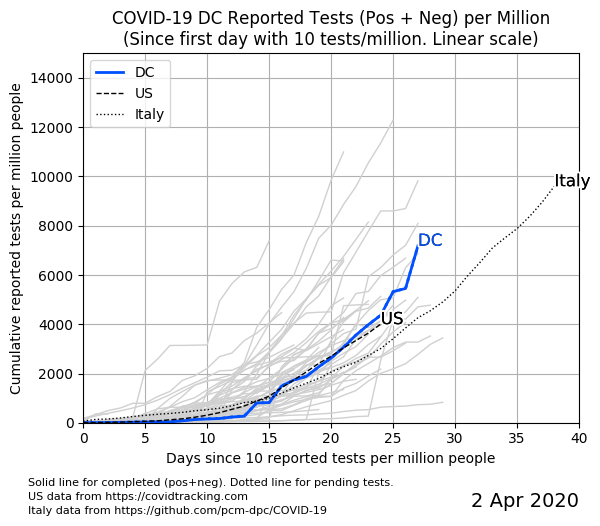 COVID-19 DC Reported Tests (Pos + Neg) per Million
(Since first day with 10 tests/million. Linear scale)
Cumulative reported tests per million people
14000
12000
10000
8000
6000
4000
2000
0
DC
US
Italy
Italy
DC
US
0 5 10 15 20 25 30 35 40
Days since 10 reported tests per million people
Solid line for completed (pos+neg). Dotted line for pending tests.
US data from https://covidtracking.com
Italy data from https://github.com/pcm-dpc/COVID-19
2 Apr 2020